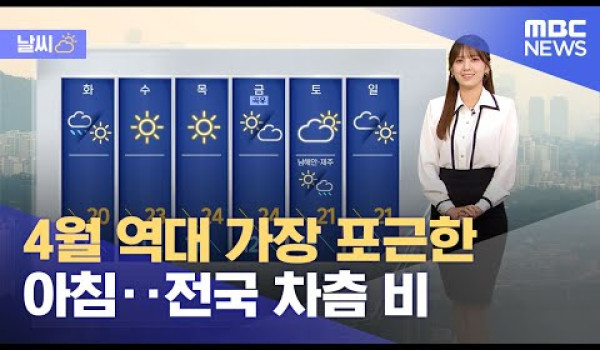 날씨
MBC
NEWS
화 수 목 금 토 일
남해안·제주
20 23 24 24 21 21
4월 역대 가장 포근한
아침‥전국 차츰 비